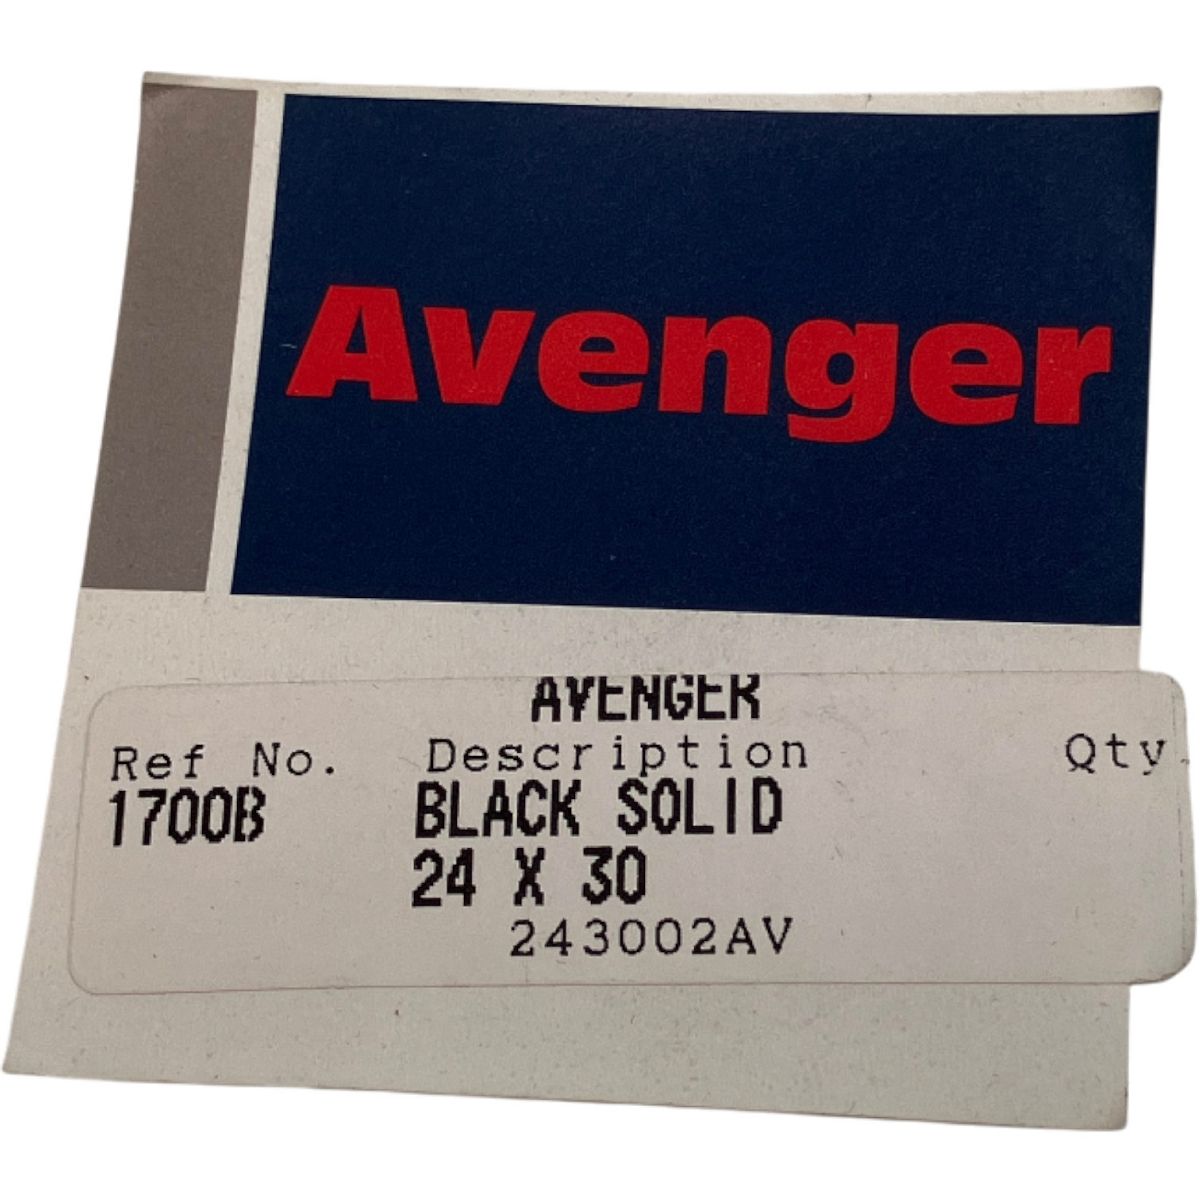 Avenger
AVENGER
Ref No. Description Qty.
1700B BLACK SOLID
24 X 30
243002AV